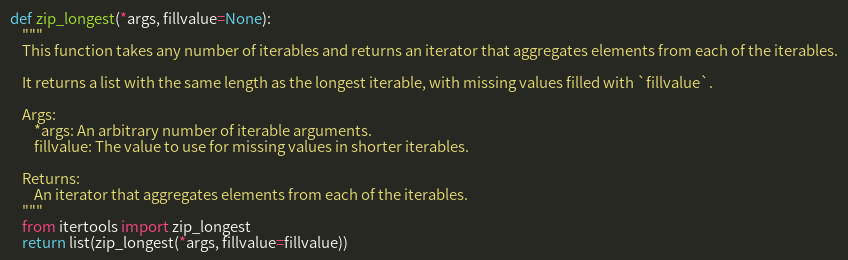 def zip_longest(*args, fillvalue=None):
"""
This function takes any number of iterables and returns an iterator that aggregates elements from each of the iterables.
It returns a list with the same length as the longest iterable, with missing values filled with `fillvalue`.
Args:
*args: An arbitrary number of iterable arguments.
fillvalue: The value to use for missing values in shorter iterables.
Returns:
An iterator that aggregates elements from each of the iterables.
"""
from itertools import zip_longest
return list(zip_longest(*args, fillvalue=fillvalue))